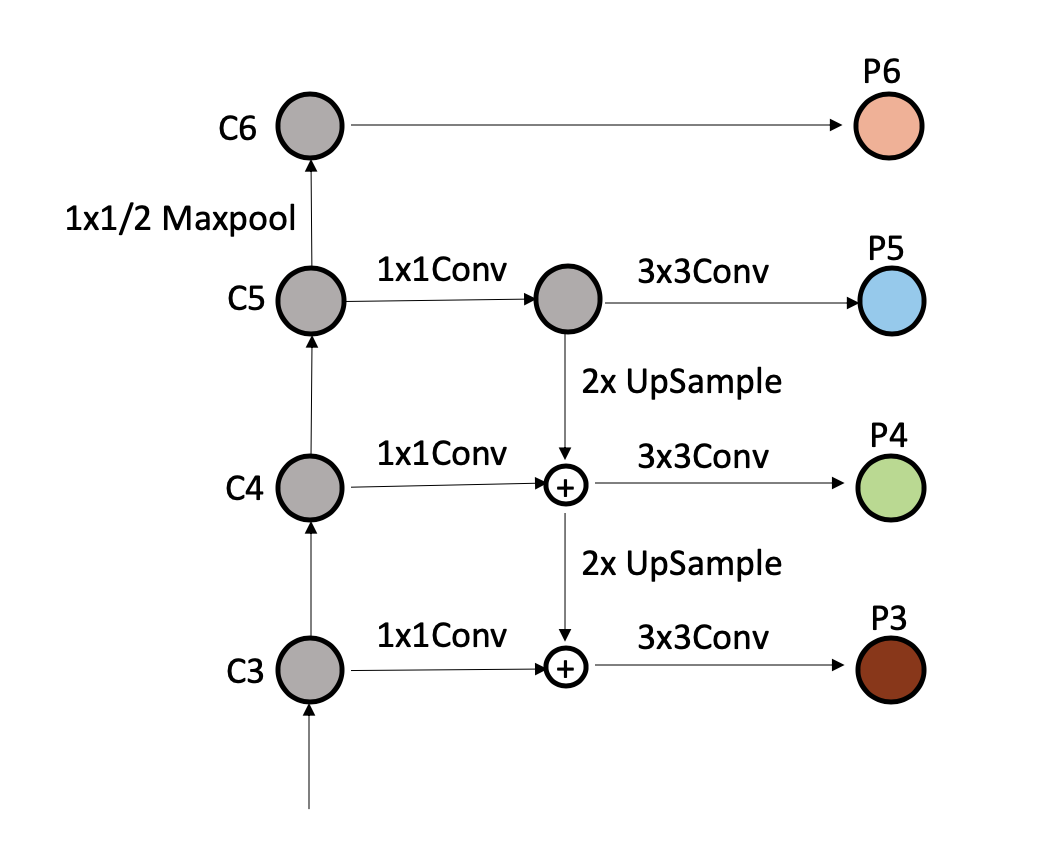 P6
C6
1x1/2 Maxpool
P5
1x1Conv
3x3Conv
C5
2x UpSample
P4
1x1Conv
3x3Conv
C4
+
2x UpSample
P3
1x1Conv
3x3Conv
C3
+